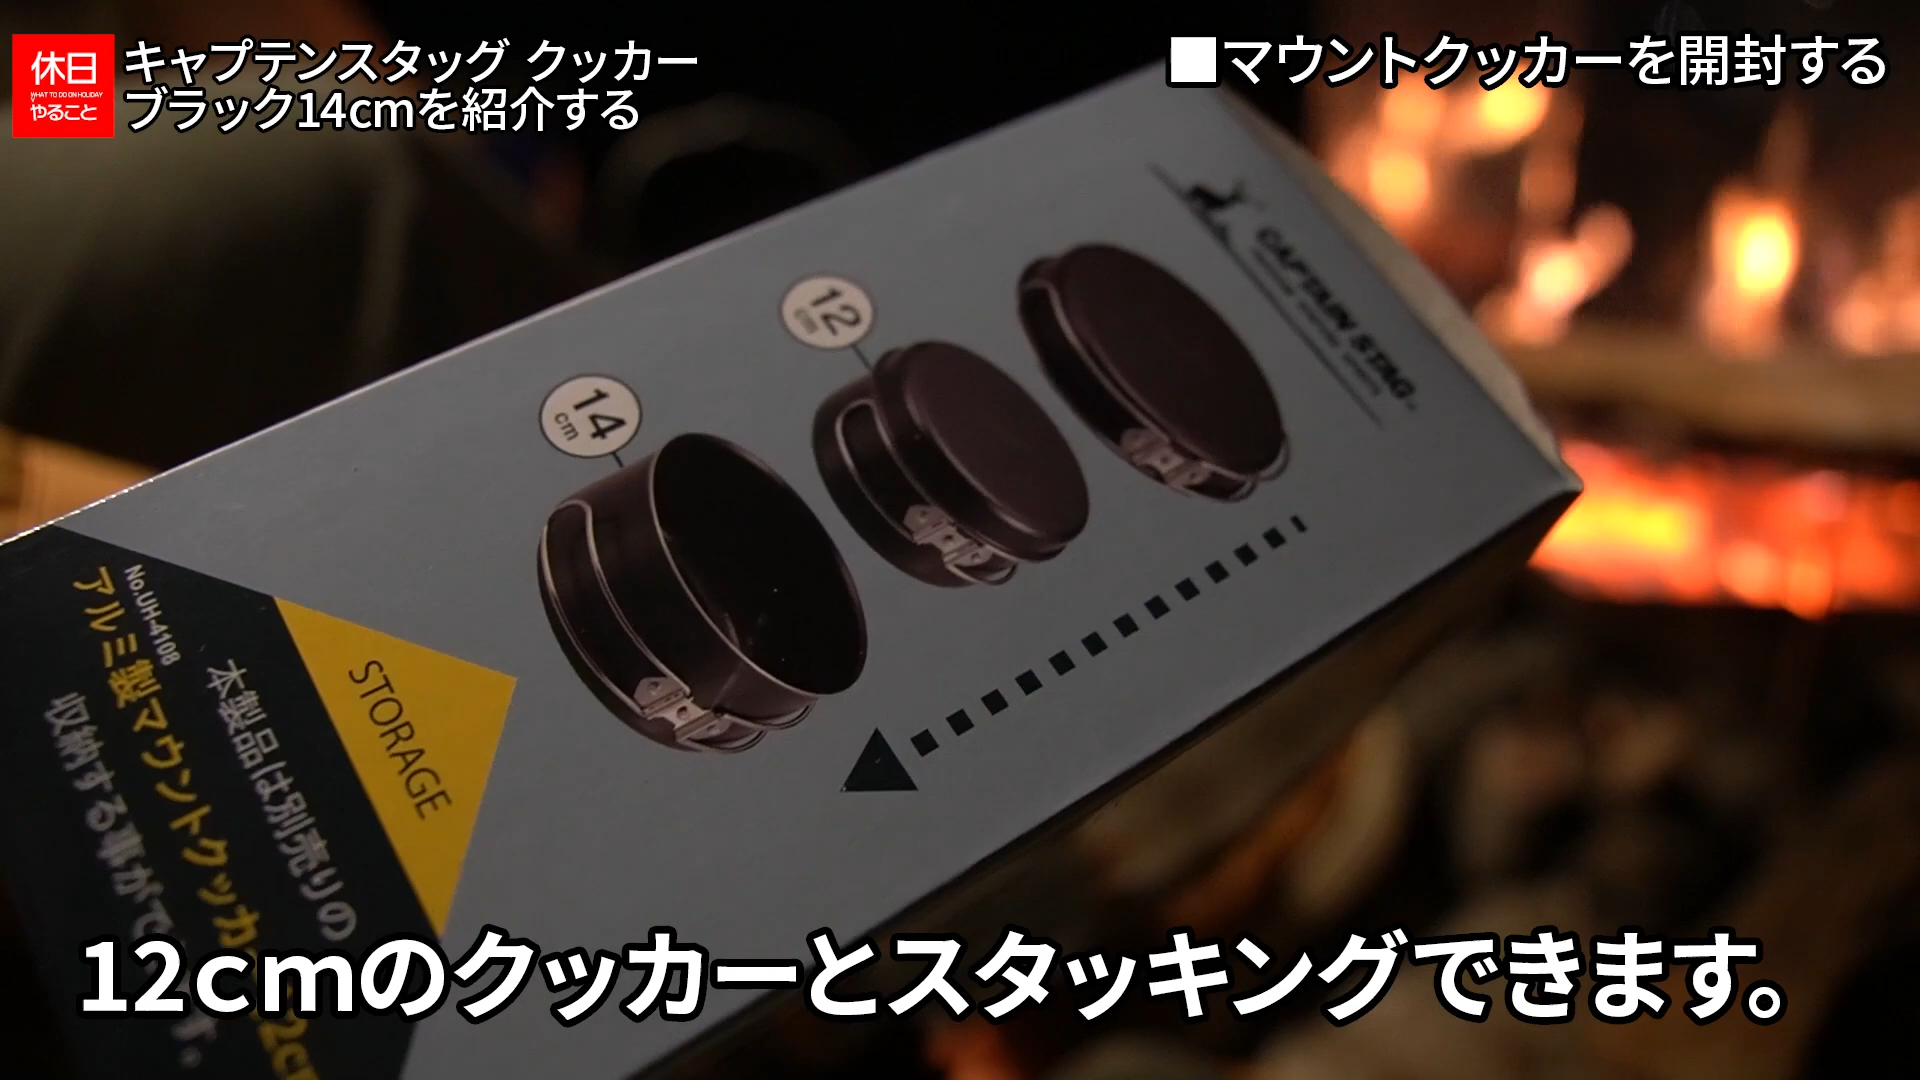 休日
WHAT TO DO ON HOLIDAY
やること
キャプテンスタッグ クッカー
ブラック14cmを紹介する
■マウントクッカーを開封する
CAPTAIN STAG
12
cm
14
cm
STORAGE
本製品は別売りの
No.UH-4108
アルミ製マウントクッカー
収納する事がで
12cmのクッカーとスタッキングできます。